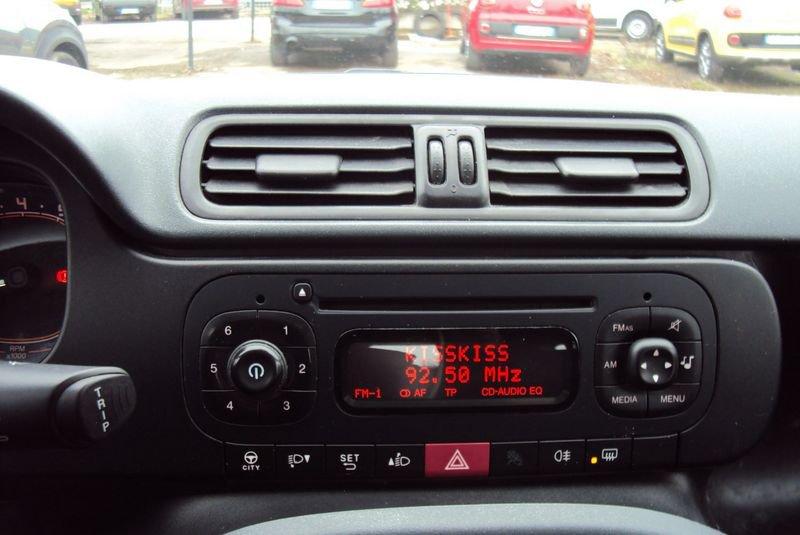 4
RPM
x1000
TRIP
6
1
5
2
4
3
KISSKISS
92.50 MHz
FM-1
AF
TP
CD-AUDIO EQ
FMAS
AM
MEDIA
MENU
CITY
SET